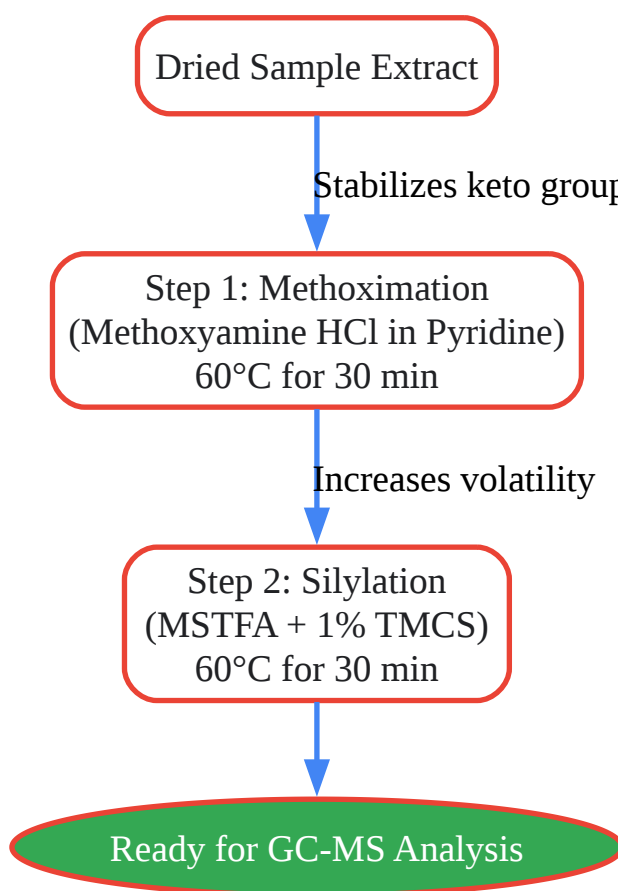 Dried Sample Extract
Stabilizes keto group
Step 1: Methoximation
(Methoxyamine HCl in Pyridine)
60°C for 30 min
Increases volatility
Step 2: Silylation
(MSTFA + 1% TMCS)
60°C for 30 min
Ready for GC-MS Analysis